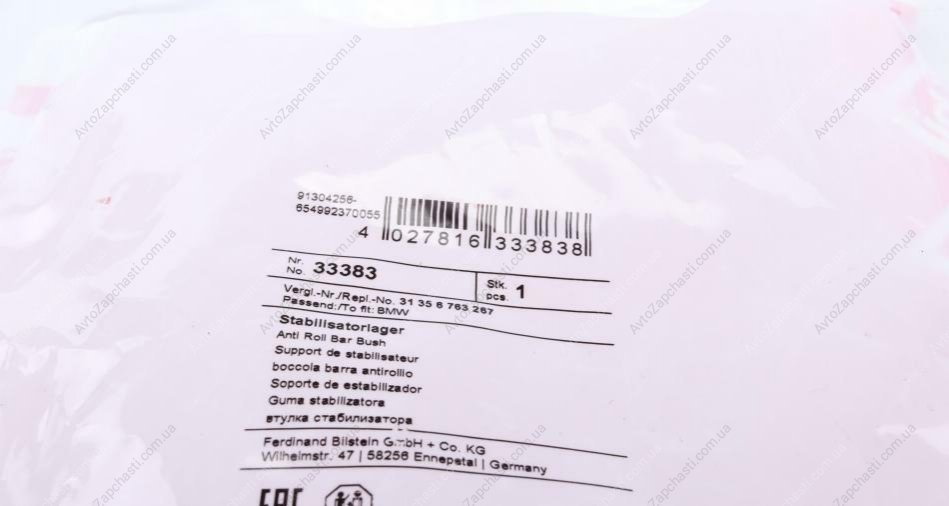 91304256-
654992370055
4 027816 333838
Nr.
No. 33383
Stk.
pcs. 1
Vergl.-Nr./Repl.-No. 31 35 6 763 267
Passend:/To fit: BMW
Stabilisatorlager
Anti Roll Bar Bush
Support de stabilisateur
boccola barra antirollio
Soporte de estabilizador
Guma stabilizatora
втулка стабилизатора
Ferdinand Bilstein GmbH + Co. KG
Wilhelmstr. 47 | 58256 Ennepetal | Germany
EAC
AvtoZapchasti.com.ua